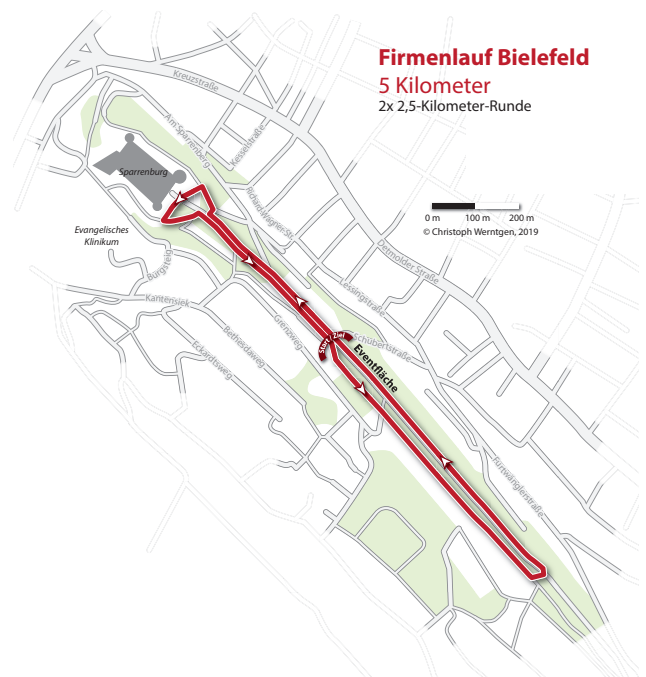 Firmenlauf Bielefeld
5 Kilometer
2x 2,5-Kilometer-Runde
Kreuzstraße
Am Sparrenberg
Kesselstraße
Sparrenburg
Richard-Wagner-Str.
0 m 100 m 200 m
© Christoph Werntgen, 2019
Evangelisches
Klinikum
Detmolder Straße
Burgsteig
Lessingstraße
Kantensiek
Grenzweg
Bethesdaweg
Eckardtsweg
Start / Ziel
Schubertstraße
Eventfläche
Furtwänglerstraße